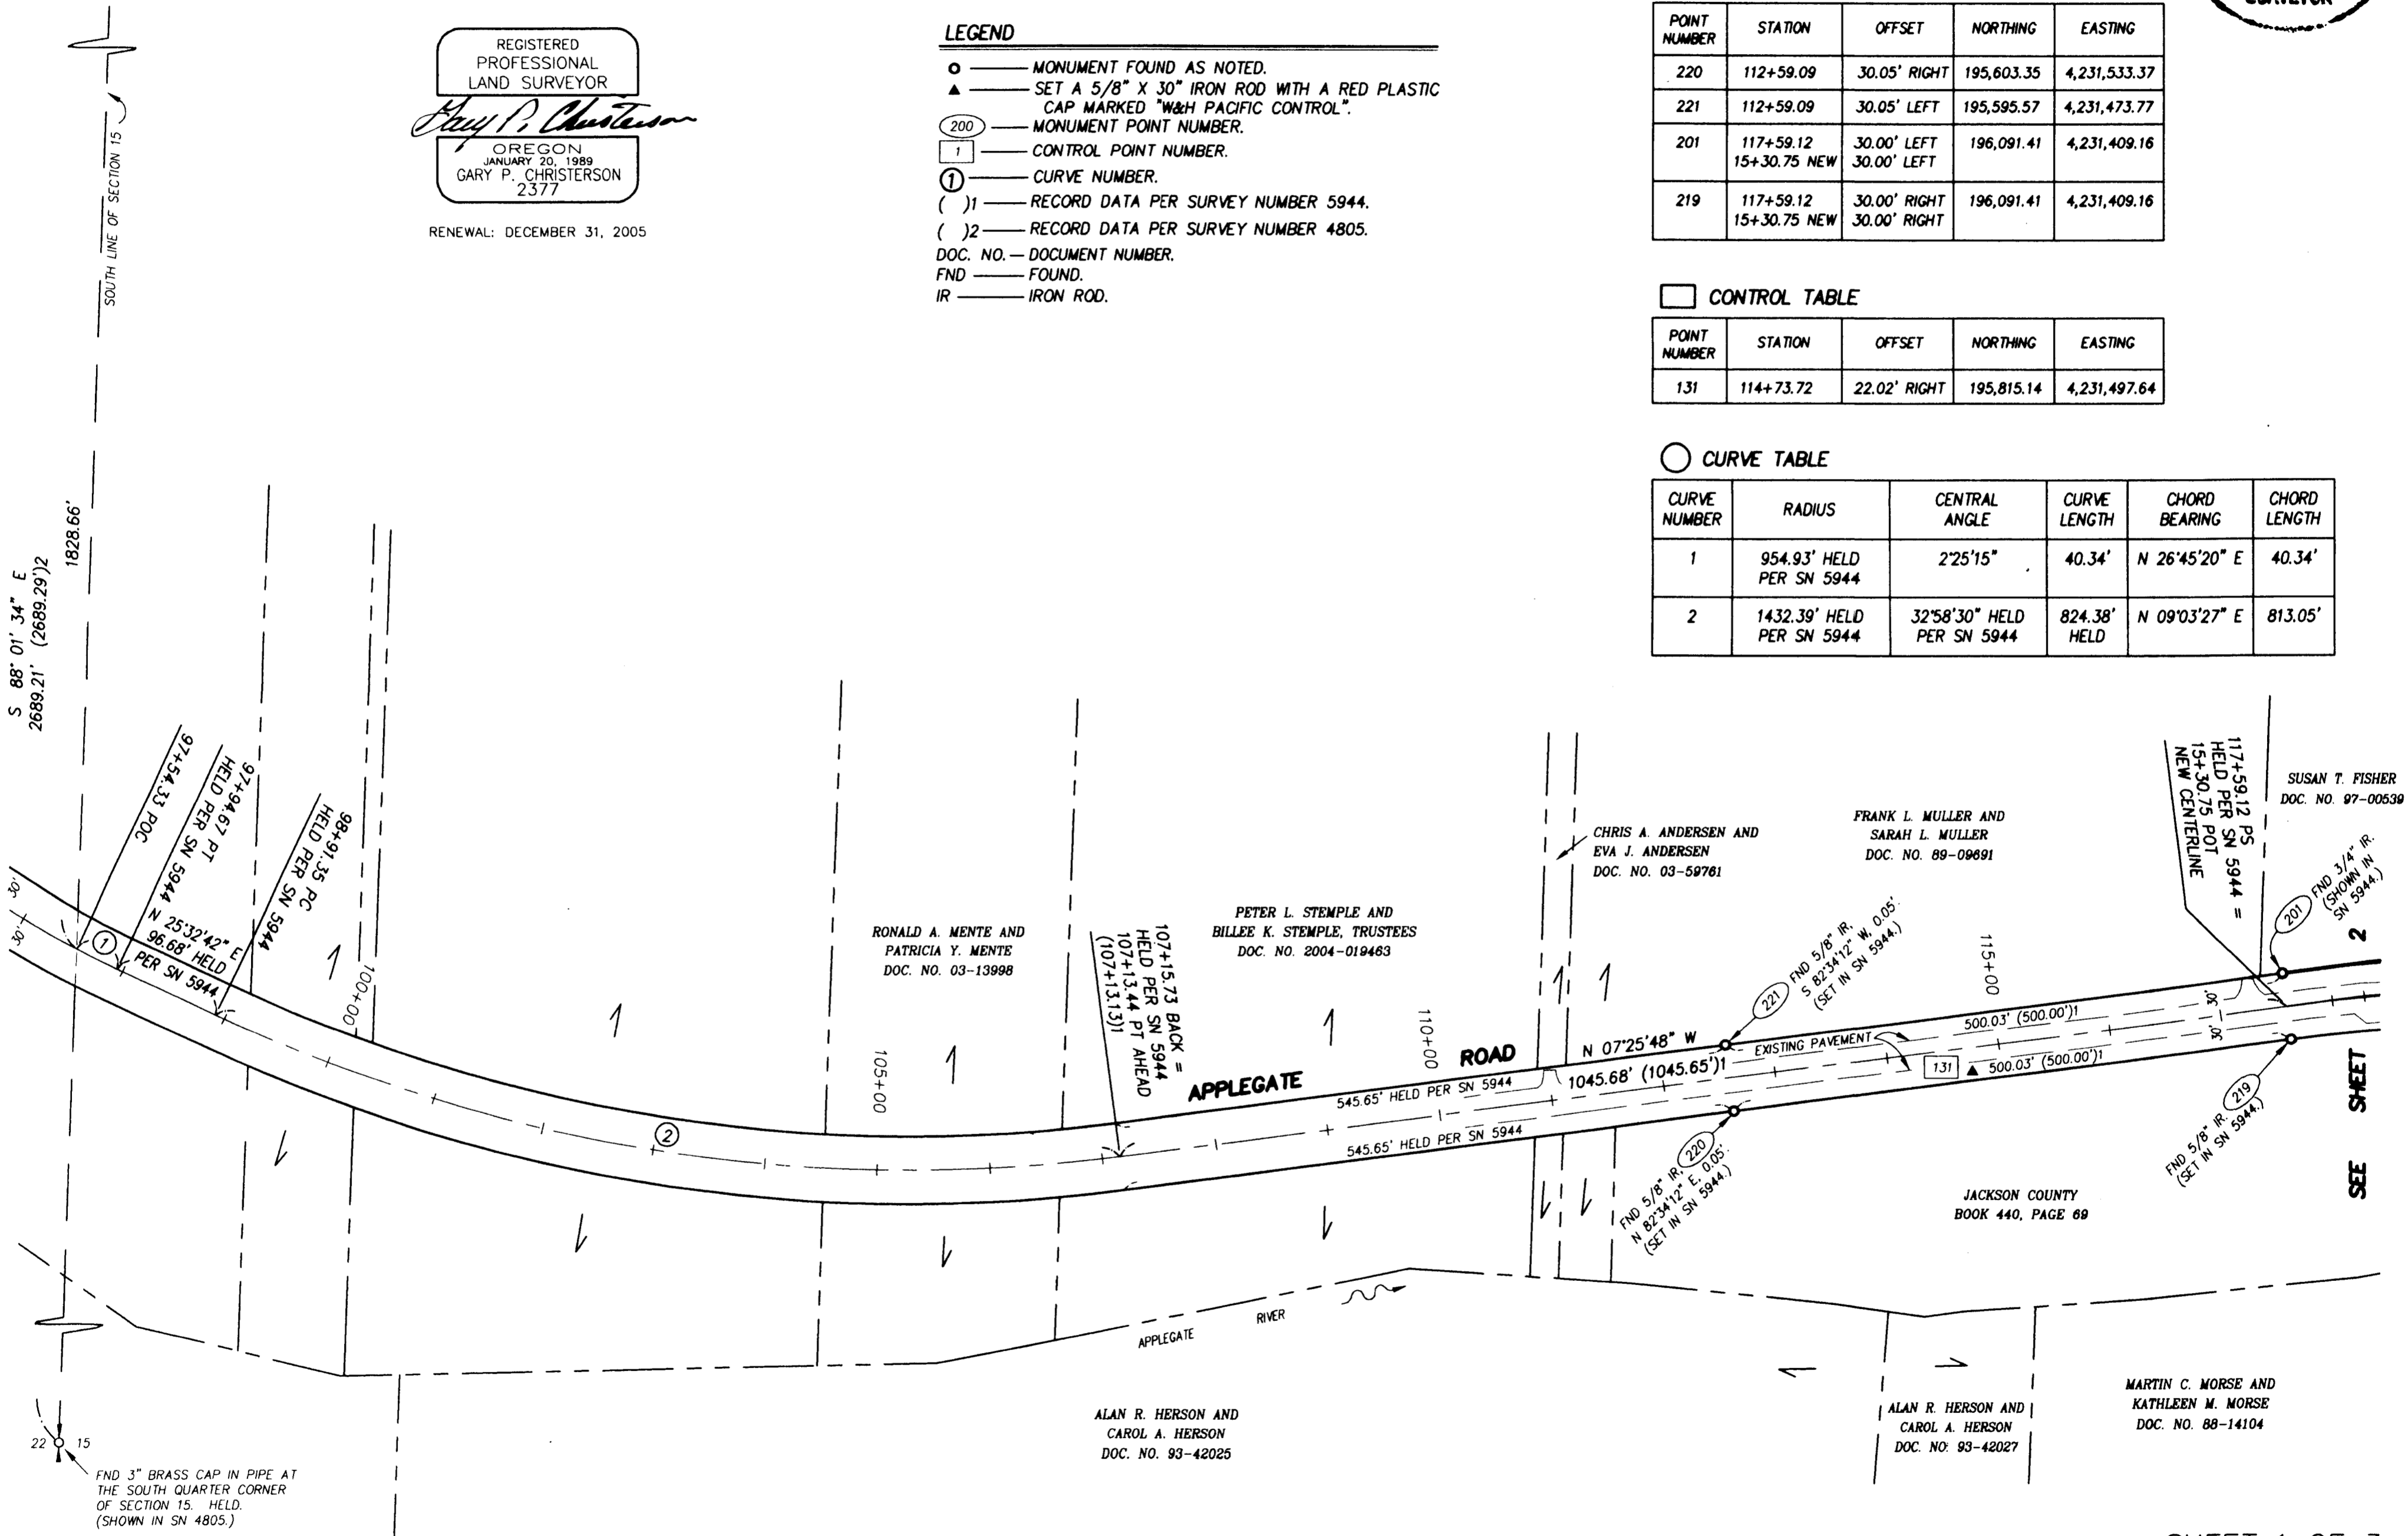 REGISTERED
PROFESSIONAL
LAND SURVEYOR
Gary P. Christerson
OREGON
JANUARY 20, 1989
GARY P. CHRISTERSON
2377
RENEWAL: DECEMBER 31, 2005
LEGEND
MONUMENT FOUND AS NOTED.
SET A 5/8" X 30" IRON ROD WITH A RED PLASTIC
CAP MARKED "W&H PACIFIC CONTROL".
200 MONUMENT POINT NUMBER.
1 CONTROL POINT NUMBER.
1 CURVE NUMBER.
( )1 RECORD DATA PER SURVEY NUMBER 5944.
( )2 RECORD DATA PER SURVEY NUMBER 4805.
DOC. NO. — DOCUMENT NUMBER.
FND — FOUND.
IR — IRON ROD.
POINT NUMBER STATION OFFSET NORTHING EASTING
220 112+59.09 30.05' RIGHT 195,603.35 4,231,533.37
221 112+59.09 30.05' LEFT 195,595.57 4,231,473.77
201 117+59.12 30.00' LEFT 196,091.41 4,231,409.16
15+30.75 NEW 30.00' LEFT
219 117+59.12 30.00' RIGHT 196,091.41 4,231,409.16
15+30.75 NEW 30.00' RIGHT
CONTROL TABLE
POINT NUMBER STATION OFFSET NORTHING EASTING
131 114+73.72 22.02' RIGHT 195,815.14 4,231,497.64
CURVE TABLE
CURVE NUMBER RADIUS CENTRAL ANGLE CURVE LENGTH CHORD BEARING CHORD LENGTH
1 954.93' HELD 2°25'15" 40.34' N 26°45'20" E 40.34'
PER SN 5944
2 1432.39' HELD 32°58'30" HELD 824.38' N 09°03'27" E 813.05'
PER SN 5944 PER SN 5944 HELD
SOUTH LINE OF SECTION 15
1828.66'
S 88° 01' 34" E
2689.21' (2689.29')2
97+54.33 POC
97+94.67 PT
HELD PER SN 5944
N 25°32'42" E
96.68' HELD
PER SN 5944
98+91.35 PC
HELD PER SN 5944
30'
30'
1
100+00
2
105+00
RONALD A. MENTE AND
PATRICIA Y. MENTE
DOC. NO. 03-13998
107+15.73 BACK =
HELD PER SN 5944
107+13.44 PT AHEAD
(107+13.13)1
PETER L. STEMPLE AND
BILLEE K. STEMPLE, TRUSTEES
DOC. NO. 2004-019463
APPLEGATE ROAD
110+00
545.65' HELD PER SN 5944
545.65' HELD PER SN 5944
N 07°25'48" W
1045.68' (1045.65')1
CHRIS A. ANDERSEN AND
EVA J. ANDERSEN
DOC. NO. 03-59761
FRANK L. MULLER AND
SARAH L. MULLER
DOC. NO. 89-09691
221 FND 5/8" IR,
S 82°34'12" W, 0.05'.
(SET IN SN 5944.)
EXISTING PAVEMENT
115+00
500.03' (500.00')1
131
500.03' (500.00')1
30'
30'
117+59.12 PS
HELD PER SN 5944 =
15+30.75 POT
NEW CENTERLINE
SUSAN T. FISHER
DOC. NO. 97-00539
201 FND 3/4" IR.
(SHOWN IN
SN 5944.)
SEE SHEET 2
FND 5/8" IR, 220
N 82°34'12" E, 0.05'.
(SET IN SN 5944.)
FND 5/8" IR. 219
(SET IN SN 5944.)
JACKSON COUNTY
BOOK 440, PAGE 69
APPLEGATE RIVER
ALAN R. HERSON AND
CAROL A. HERSON
DOC. NO. 93-42025
ALAN R. HERSON AND
CAROL A. HERSON
DOC. NO. 93-42027
MARTIN C. MORSE AND
KATHLEEN M. MORSE
DOC. NO. 88-14104
22 15
FND 3" BRASS CAP IN PIPE AT
THE SOUTH QUARTER CORNER
OF SECTION 15. HELD.
(SHOWN IN SN 4805.)